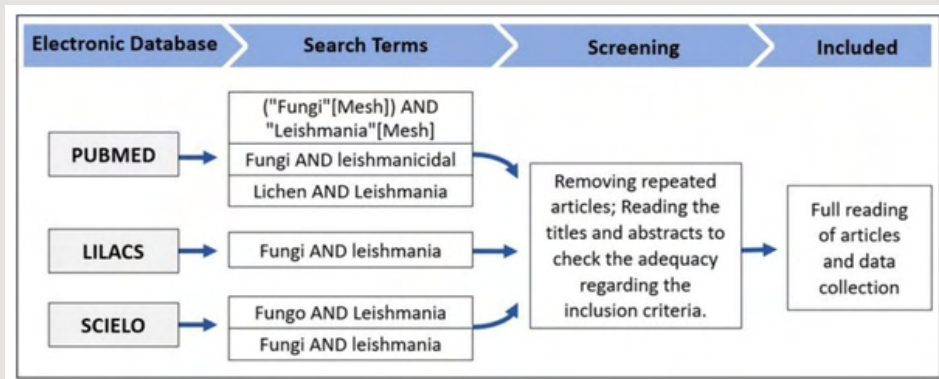 Electronic Database
Search Terms
Screening
Included
PUBMED
("Fungi"[Mesh]) AND
"Leishmania"[Mesh]
Fungi AND leishmanicidal
Lichen AND Leishmania
LILACS
Fungi AND leishmania
SCIELO
Fungo AND Leishmania
Fungi AND leishmania
Removing repeated
articles; Reading the
titles and abstracts to
check the adequacy
regarding the
inclusion criteria.
Full reading
of articles
and data
collection